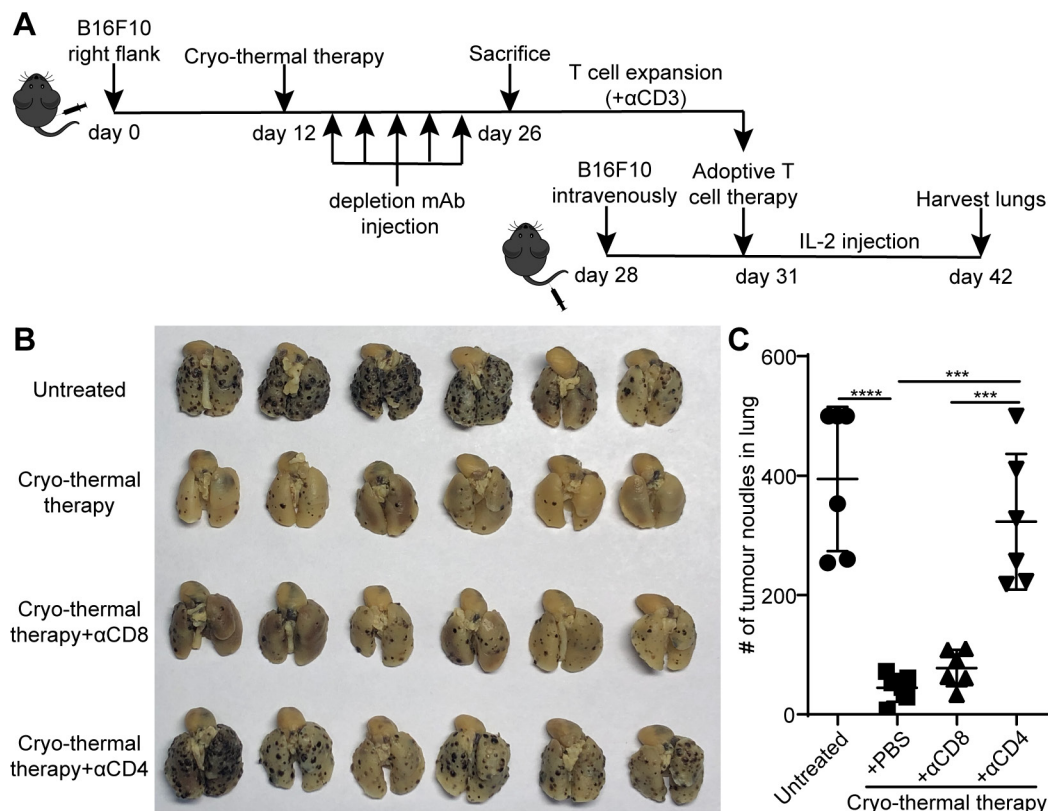 A
B16F10
right flank
Cryo-thermal therapy
Sacrifice
T cell expansion
(+αCD3)
day 0
day 12
day 26
depletion mAb
injection
B16F10
intravenously
Adoptive T
cell therapy
Harvest lungs
IL-2 injection
day 28
day 31
day 42
B
Untreated
Cryo-thermal
therapy
Cryo-thermal
therapy+αCD8
Cryo-thermal
therapy+αCD4
C
# of tumour noudles in lung
600
400
200
0
****
***
***
Untreated
+PBS
+αCD8
+αCD4
Cryo-thermal therapy